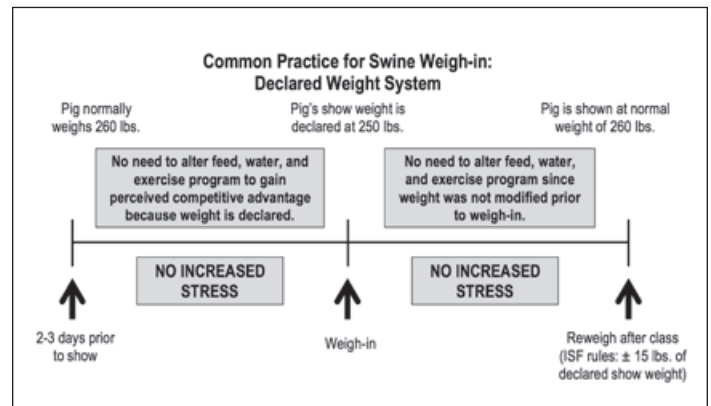 Common Practice for Swine Weigh-in:
Declared Weight System
Pig normally
weighs 260 lbs.
Pig's show weight is
declared at 250 lbs.
Pig is shown at normal
weight of 260 lbs.
No need to alter feed, water, and
exercise program to gain
perceived competitive advantage
because weight is declared.
No need to alter feed, water,
and exercise program since
weight was not modified prior
to weigh-in.
NO INCREASED
STRESS
NO INCREASED
STRESS
2-3 days prior
to show
Weigh-in
Reweigh after class
(ISF rules: ± 15 lbs. of
declared show weight)